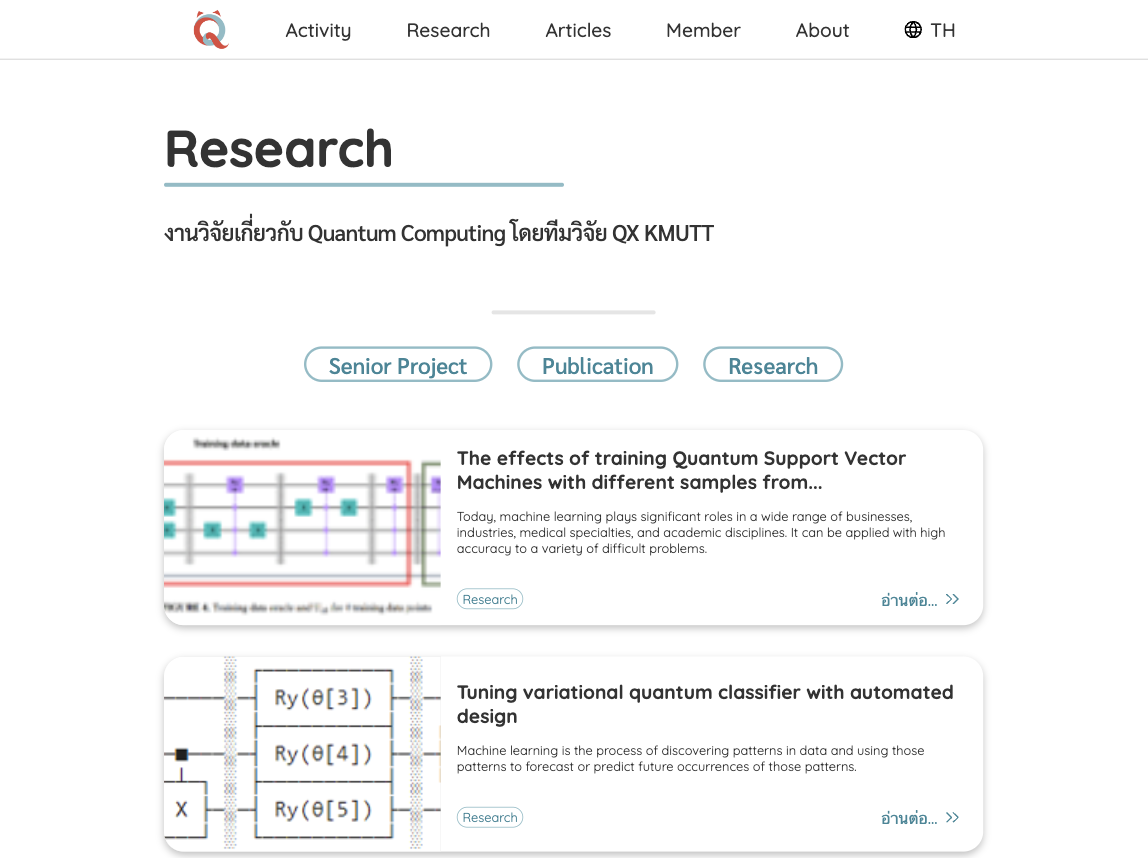 Activity
Research
Articles
Member
About
TH
Research
งานวิจัยเกี่ยวกับ Quantum Computing โดยทีมวิจัย QX KMUTT
Senior Project
Publication
Research
Training data oracle
The effects of training Quantum Support Vector
Machines with different samples from...
Today, machine learning plays significant roles in a wide range of businesses,
industries, medical specialties, and academic disciplines. It can be applied with high
accuracy to a variety of difficult problems.
Research
อ่านต่อ...
Ry(θ[3])
Ry(θ[4])
X
Ry(θ[5])
Tuning variational quantum classifier with automated
design
Machine learning is the process of discovering patterns in data and using those
patterns to forecast or predict future occurrences of those patterns.
Research
อ่านต่อ...